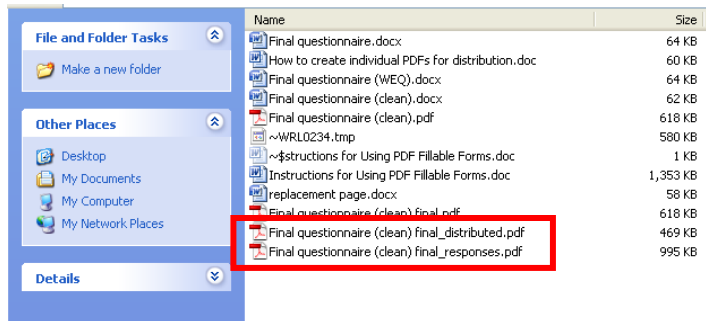 File and Folder Tasks
Make a new folder
Other Places
Desktop
My Documents
My Computer
My Network Places
Details
Name Size
Final questionnaire.docx 64 KB
How to create individual PDFs for distribution.doc 60 KB
Final questionnaire (WEQ).docx 64 KB
Final questionnaire (clean).docx 62 KB
Final questionnaire (clean).pdf 618 KB
~WRL0234.tmp 580 KB
~$structions for Using PDF Fillable Forms.doc 1 KB
Instructions for Using PDF Fillable Forms.doc 1,353 KB
replacement page.docx 58 KB
Final questionnaire (clean) final.pdf 618 KB
Final questionnaire (clean) final_distributed.pdf 469 KB
Final questionnaire (clean) final_responses.pdf 995 KB